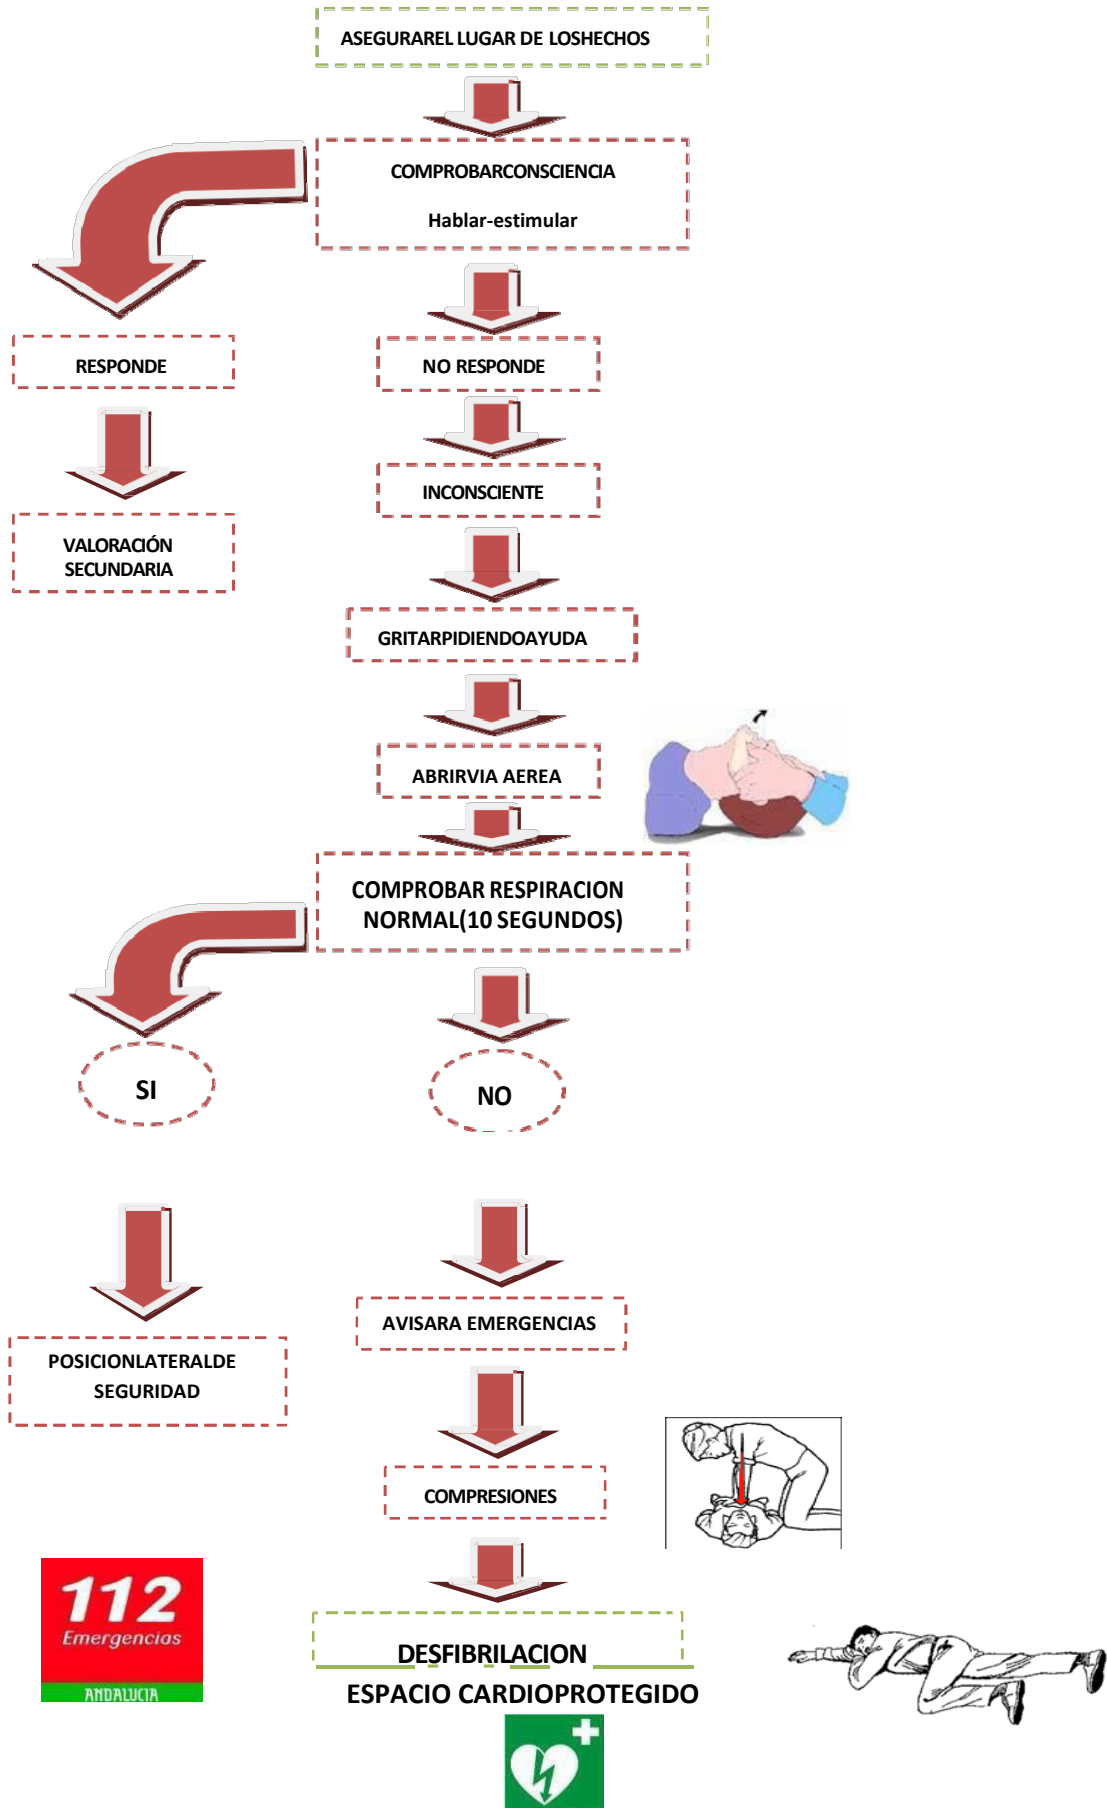 ASEGURAREL LUGAR DE LOSHECHOS
COMPROBARCONSCIENCIA
Hablar-estimular
RESPONDE
NO RESPONDE
INCONSCIENTE
VALORACIÓN
SECUNDARIA
GRITARPIDIENDOAYUDA
ABRIRVIA AEREA
COMPROBAR RESPIRACION
NORMAL(10 SEGUNDOS)
SI
NO
AVISARA EMERGENCIAS
POSICIONLATERALDE
SEGURIDAD
COMPRESIONES
112
Emergencias
ANDALUCIA
DESFIBRILACION
ESPACIO CARDIOPROTEGIDO